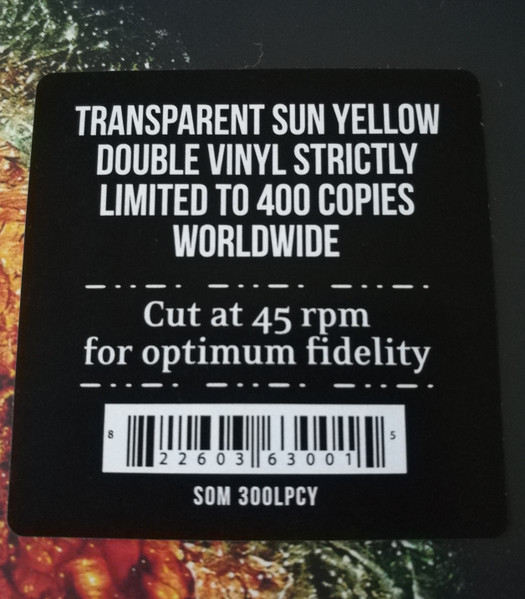 TRANSPARENT SUN YELLOW
DOUBLE VINYL STRICTLY
LIMITED TO 400 COPIES
WORLDWIDE
Cut at 45 rpm
for optimum fidelity
8 22603 63001 5
SOM 300LPCY